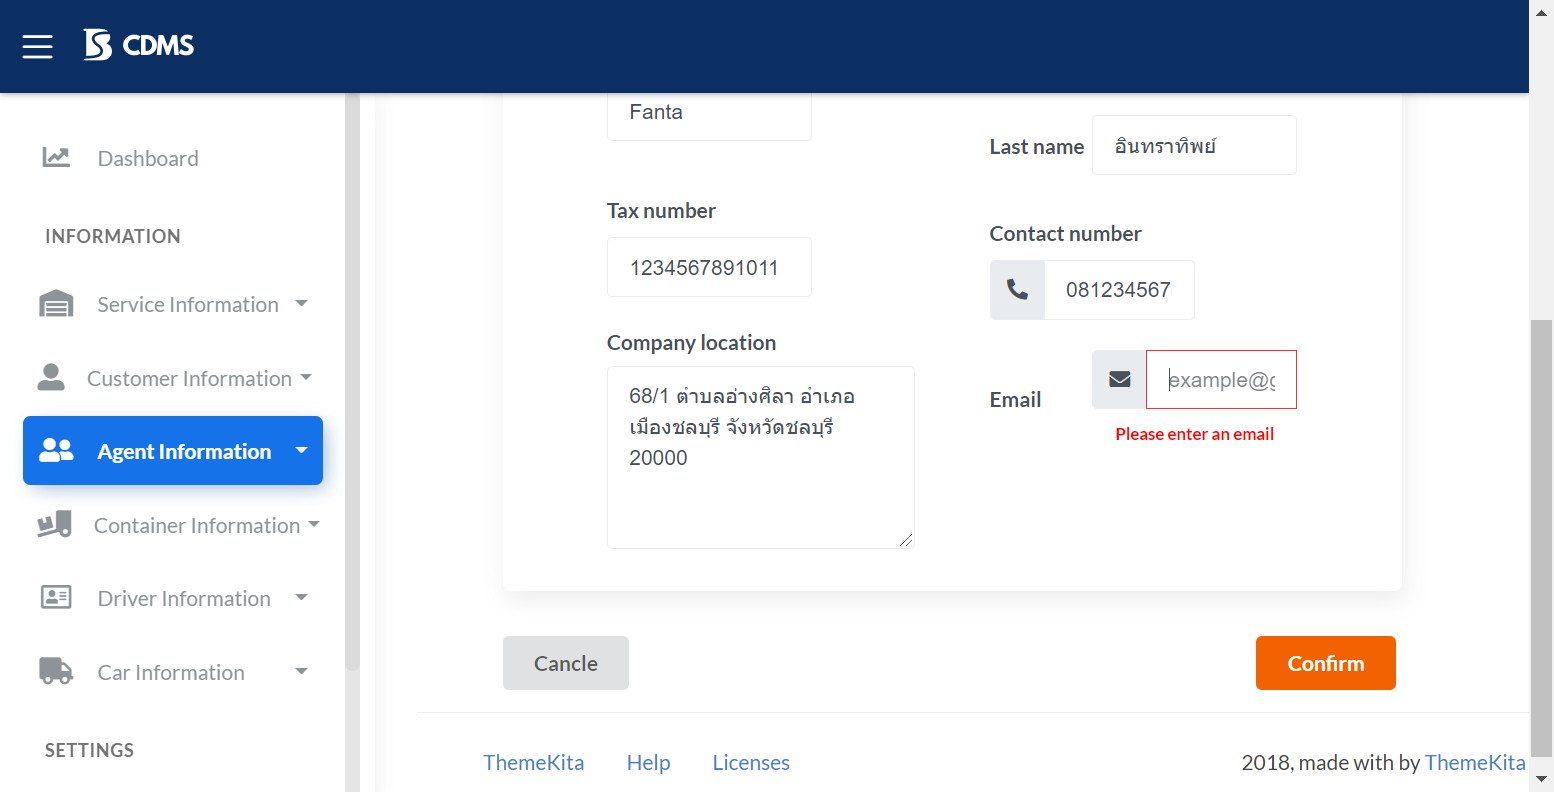 CDMS
Dashboard
INFORMATION
Service Information
Customer Information
Agent Information
Container Information
Driver Information
Car Information
SETTINGS
Fanta
Last name
อินทราทิพย์
Tax number
1234567891011
Contact number
081234567
Company location
68/1 ตำบลอ่างศิลา อำเภอ
เมืองชลบุรี จังหวัดชลบุรี
20000
Email
example@g
Please enter an email
Cancle
Confirm
ThemeKita
Help
Licenses
2018, made with by ThemeKita